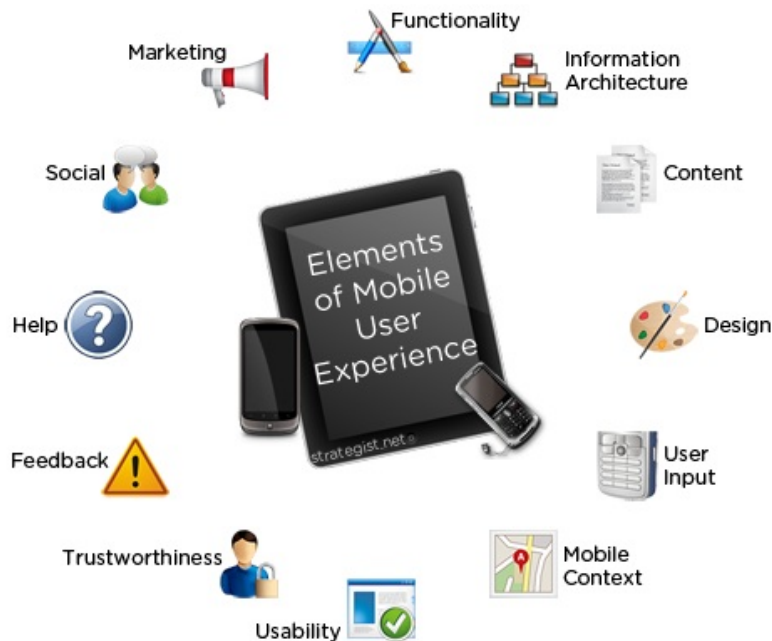 Functionality
Information
Architecture
Content
Design
User
Input
Mobile
Context
Usability
Trustworthiness
Feedback
Help
Social
Marketing
Elements
of Mobile
User
Experience
strategist.net
A